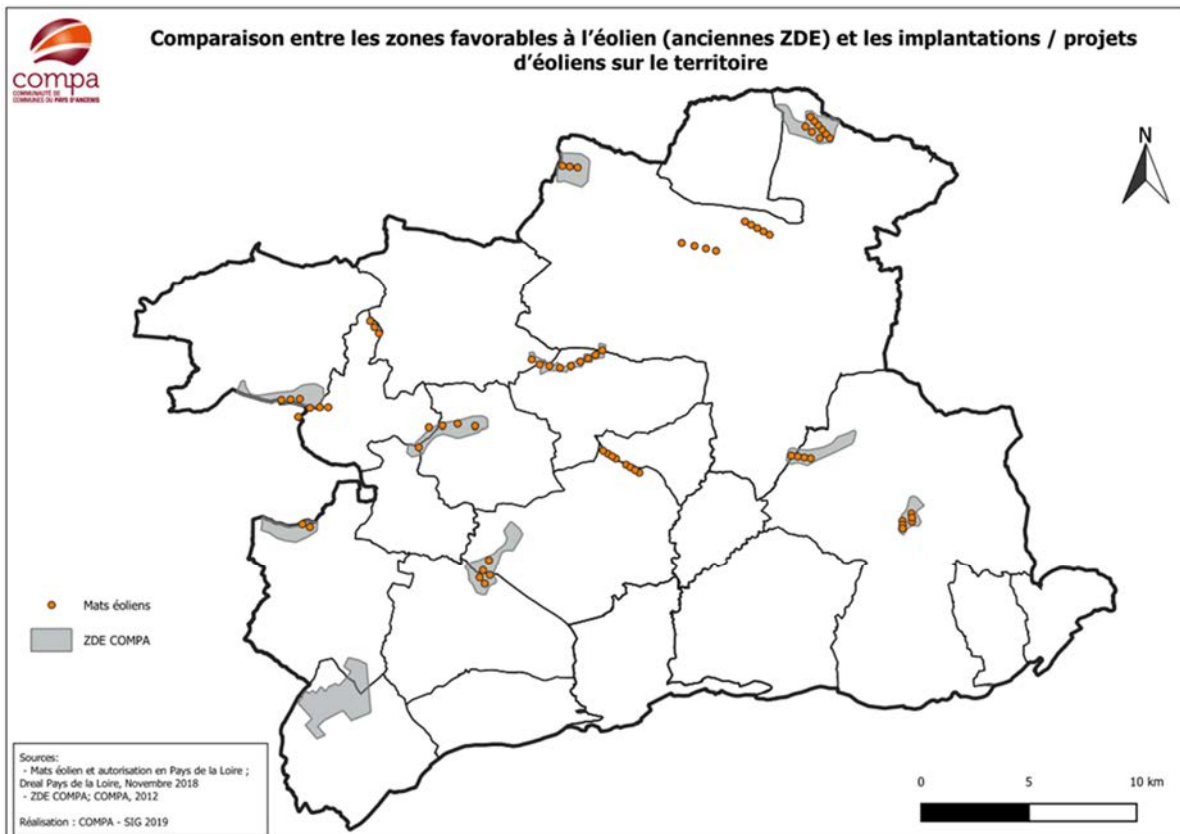 compa
COMMUNAUTÉ DE
COMMUNES DU PAYS D'ANCENIS
Comparaison entre les zones favorables à l'éolien (anciennes ZDE) et les implantations / projets
d'éoliens sur le territoire
N
Mats éoliens
ZDE COMPA
Sources:
- Mats éolien et autorisation en Pays de la Loire ;
Dreal Pays de la Loire, Novembre 2018
- ZDE COMPA; COMPA, 2012
Réalisation : COMPA - SIG 2019
0 5 10 km